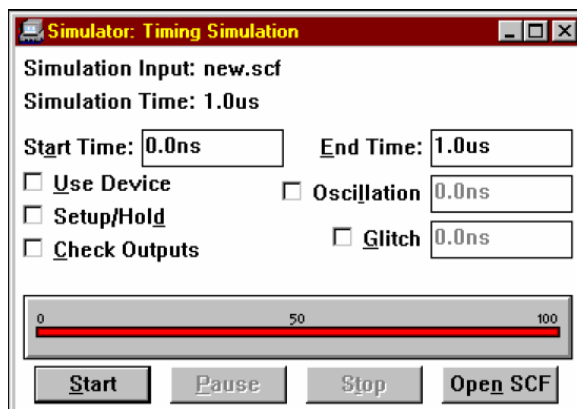 Simulator: Timing Simulation
Simulation Input: new.scf
Simulation Time: 1.0us
Start Time: 0.0ns End Time: 1.0us
Use Device Oscillation 0.0ns
Setup/Hold
Glitch 0.0ns
Check Outputs
0 50 100
Start Pause Stop Open SCF